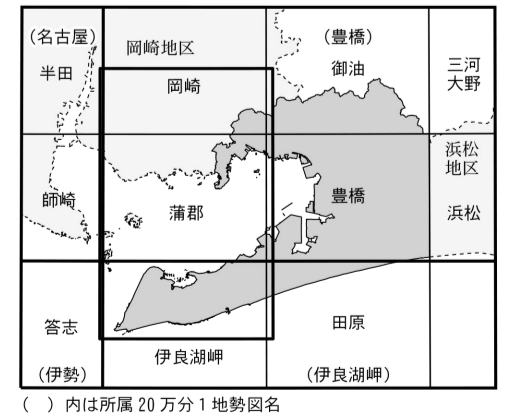 （名古屋）
半田
岡崎地区
岡崎
（豊橋）
御油
三河
大野
浜松
地区
師崎
蒲郡
豊橋
浜松
答志
（伊勢）
伊良湖岬
田原
（伊良湖岬）
（　）内は所属 20 万分 1 地勢図名